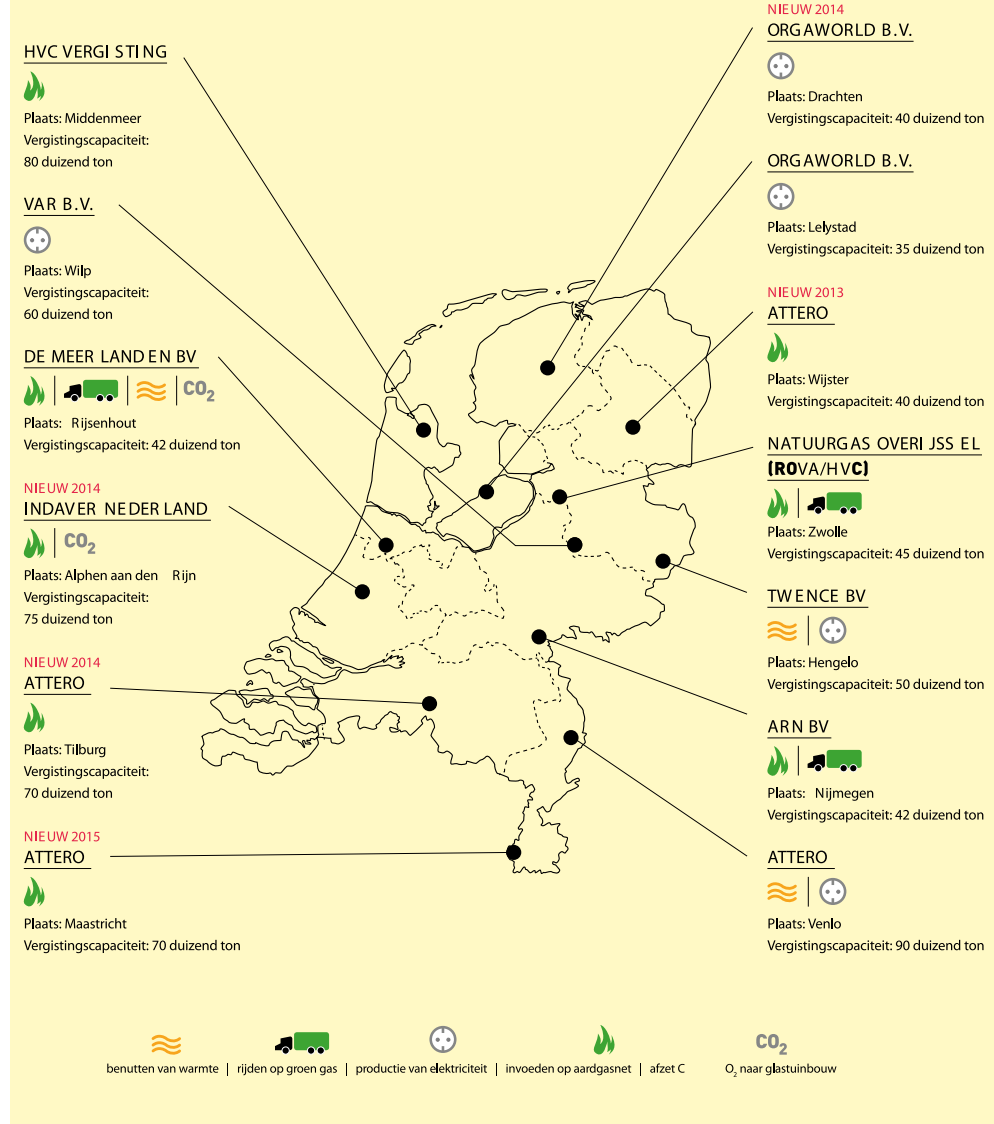 HVC VERGISTING
Plaats: Middenmeer
Vergistingscapaciteit:
80 duizend ton
VAR B.V.
Plaats: Wilp
Vergistingscapaciteit:
60 duizend ton
DE MEERLANDEN BV
CO₂
Plaats: Rijsenhout
Vergistingscapaciteit: 42 duizend ton
NIEUW 2014
INDAVER NEDERLAND
CO₂
Plaats: Alphen aan den Rijn
Vergistingscapaciteit:
75 duizend ton
NIEUW 2014
ATTERO
Plaats: Tilburg
Vergistingscapaciteit:
70 duizend ton
NIEUW 2015
ATTERO
Plaats: Maastricht
Vergistingscapaciteit: 70 duizend ton
NIEUW 2014
ORGAWORLD B.V.
Plaats: Drachten
Vergistingscapaciteit: 40 duizend ton
ORGAWORLD B.V.
Plaats: Lelystad
Vergistingscapaciteit: 35 duizend ton
NIEUW 2013
ATTERO
Plaats: Wijster
Vergistingscapaciteit: 40 duizend ton
NATUURGAS OVERIJSSEL
(ROVA/HVC)
Plaats: Zwolle
Vergistingscapaciteit: 45 duizend ton
TWENCE BV
Plaats: Hengelo
Vergistingscapaciteit: 50 duizend ton
ARN BV
Plaats: Nijmegen
Vergistingscapaciteit: 42 duizend ton
ATTERO
Plaats: Venlo
Vergistingscapaciteit: 90 duizend ton
CO₂
benutten van warmte | rijden op groen gas | productie van elektriciteit | invoeden op aardgasnet | afzet C O₂ naar glastuinbouw